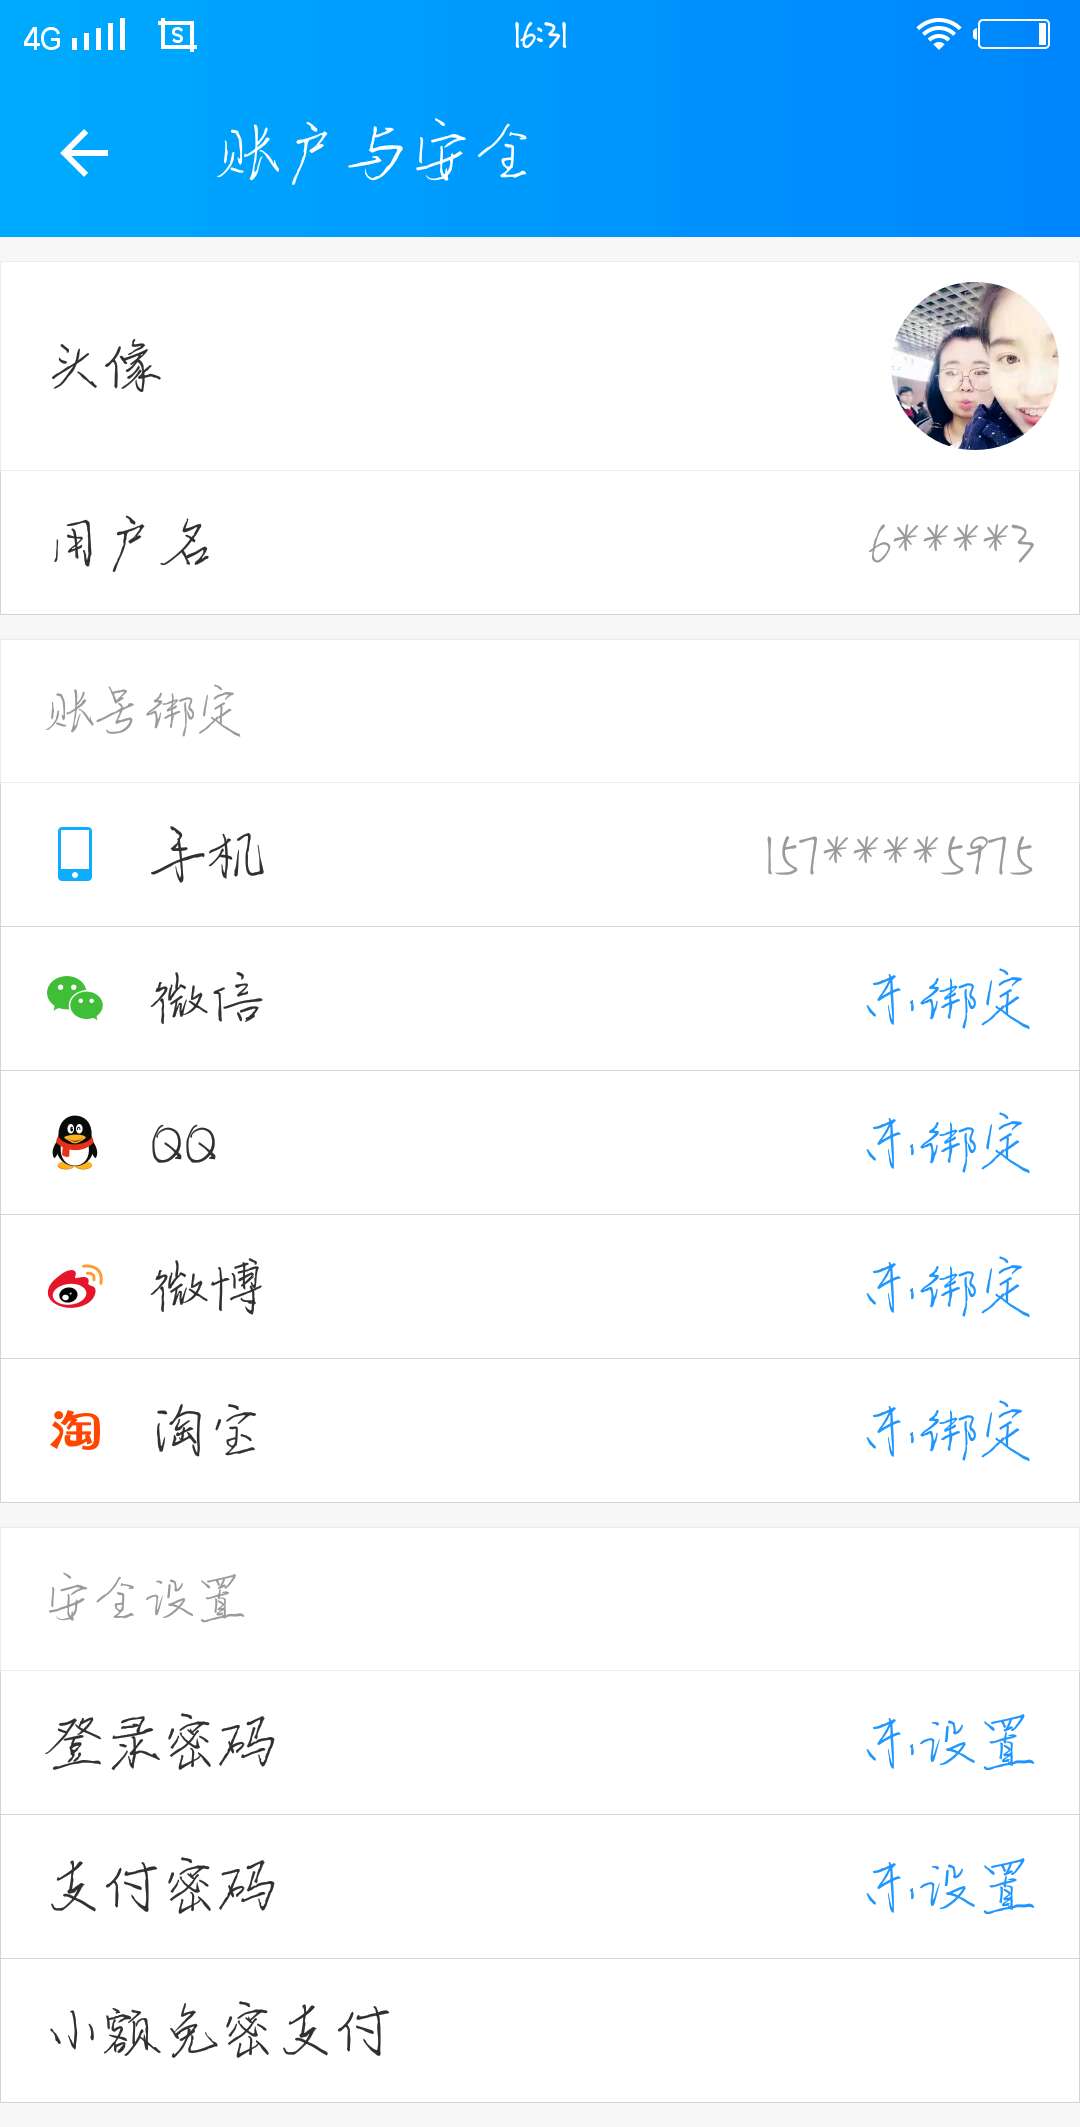 4G S 16:31
账户与安全
头像
用户名 6****3
账号绑定
手机 157****5975
微信 未绑定
QQ 未绑定
微博 未绑定
淘 淘宝 未绑定
安全设置
登录密码 未设置
支付密码 未设置
小额免密支付